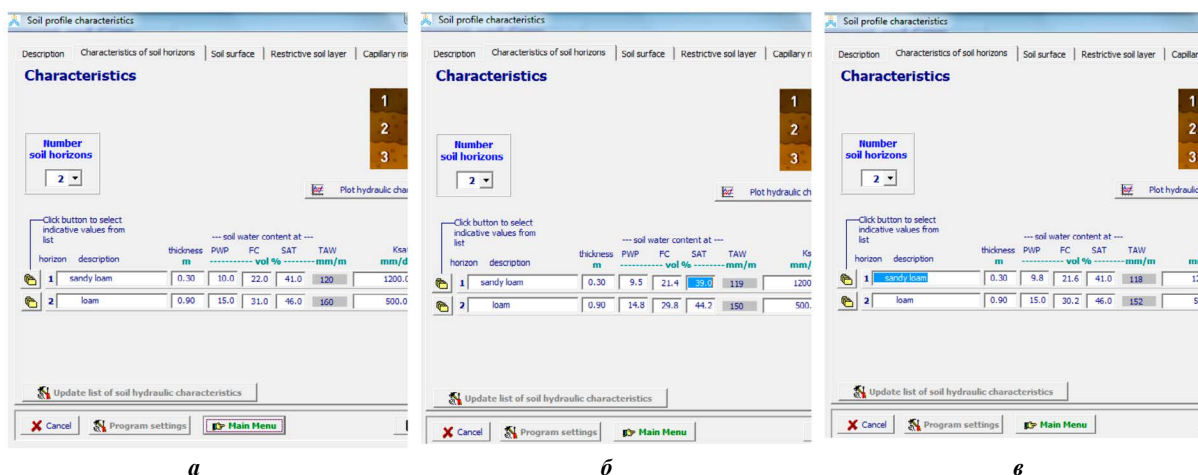 Soil profile characteristics
Description Characteristics of soil horizons Soil surface Restrictive soil layer Capillary rise
Characteristics
1
2
3
Number
soil horizons
2
Plot hydraulic cha
Click button to select
indicative values from
list
--- soil water content at ---
thickness PWP FC SAT TAW Ksat
horizon description m ----------- vol % --------mm/m mm/d
1 sandy loam 0.30 10.0 22.0 41.0 120 1200.0
2 loam 0.90 15.0 31.0 46.0 160 500.0
Update list of soil hydraulic characteristics
Cancel Program settings Main Menu
а
Soil profile characteristics
Description Characteristics of soil horizons Soil surface Restrictive soil layer Capillary ri
Characteristics
1
2
3
Number
soil horizons
2
Plot hydraulic ch
Click button to select
indicative values from
list
--- soil water content at ---
thickness PWP FC SAT TAW Ks
horizon description m ----------- vol % --------mm/m mm/
1 sandy loam 0.30 9.5 21.4 39.0 119 1200
2 loam 0.90 14.8 29.8 44.2 150 500.
Update list of soil hydraulic characteristics
Cancel Program settings Main Menu
б
Soil profile characteristics
Description Characteristics of soil horizons Soil surface Restrictive soil layer Capillar
Characteristics
1
2
3
Number
soil horizons
2
Plot hydraulic
Click button to select
indicative values from
list
--- soil water content at ---
thickness PWP FC SAT TAW
horizon description m ----------- vol % --------mm/m m
1 sandy loam 0.30 9.8 21.6 41.0 118 12
2 loam 0.90 15.0 30.2 46.0 152 5
Update list of soil hydraulic characteristics
Cancel Program settings Main Menu
в